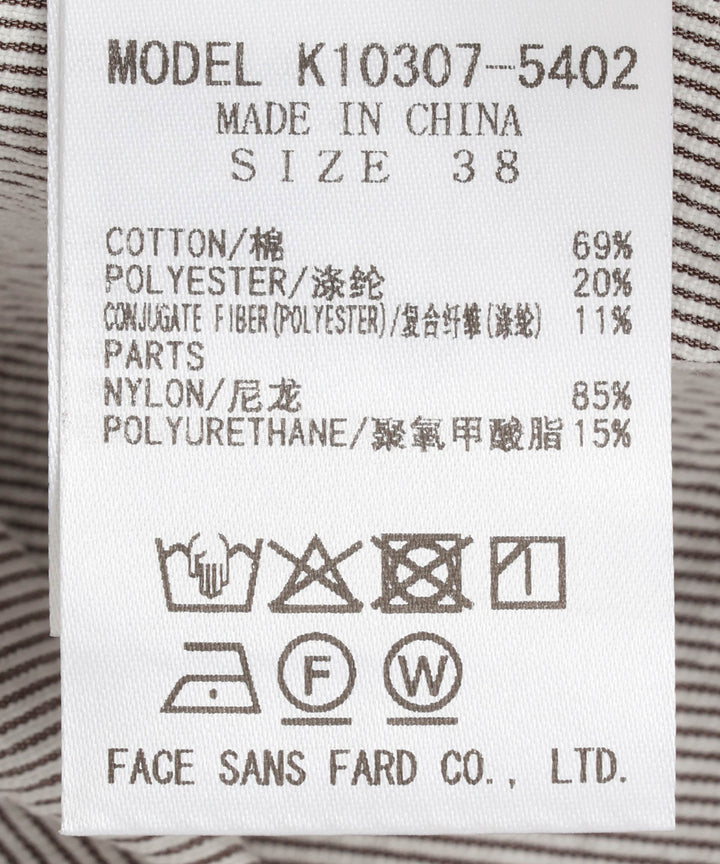 MODEL K10307-5402
MADE IN CHINA
SIZE 38
COTTON/棉 69%
POLYESTER/涤纶 20%
CONJUGATE FIBER(POLYESTER)/复合纤维(涤纶) 11%
PARTS
NYLON/尼龙 85%
POLYURETHANE/聚氧甲酸脂 15%
F W
FACE SANS FARD CO., LTD.